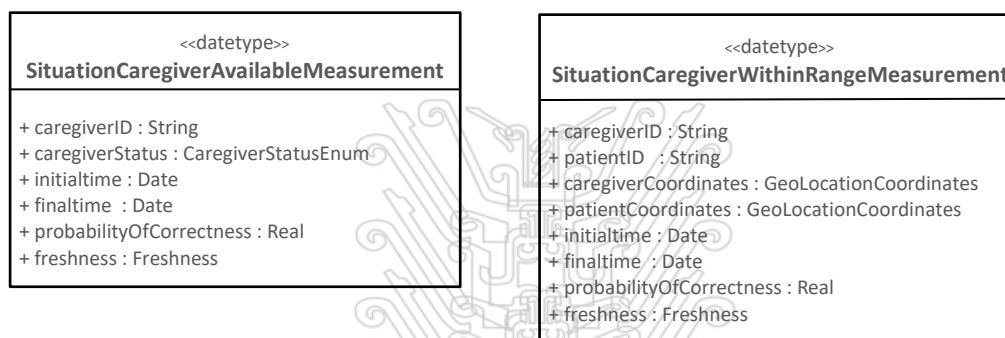 <<datetype>>
SituationCaregiverAvailableMeasurement
+ caregiverID : String
+ caregiverStatus : CaregiverStatusEnum
+ initialtime : Date
+ finaltime : Date
+ probabilityOfCorrectness : Real
+ freshness : Freshness
<<datetype>>
SituationCaregiverWithinRangeMeasurement
+ caregiverID : String
+ patientID : String
+ caregiverCoordinates : GeoLocationCoordinates
+ patientCoordinates : GeoLocationCoordinates
+ initialtime : Date
+ finaltime : Date
+ probabilityOfCorrectness : Real
+ freshness : Freshness